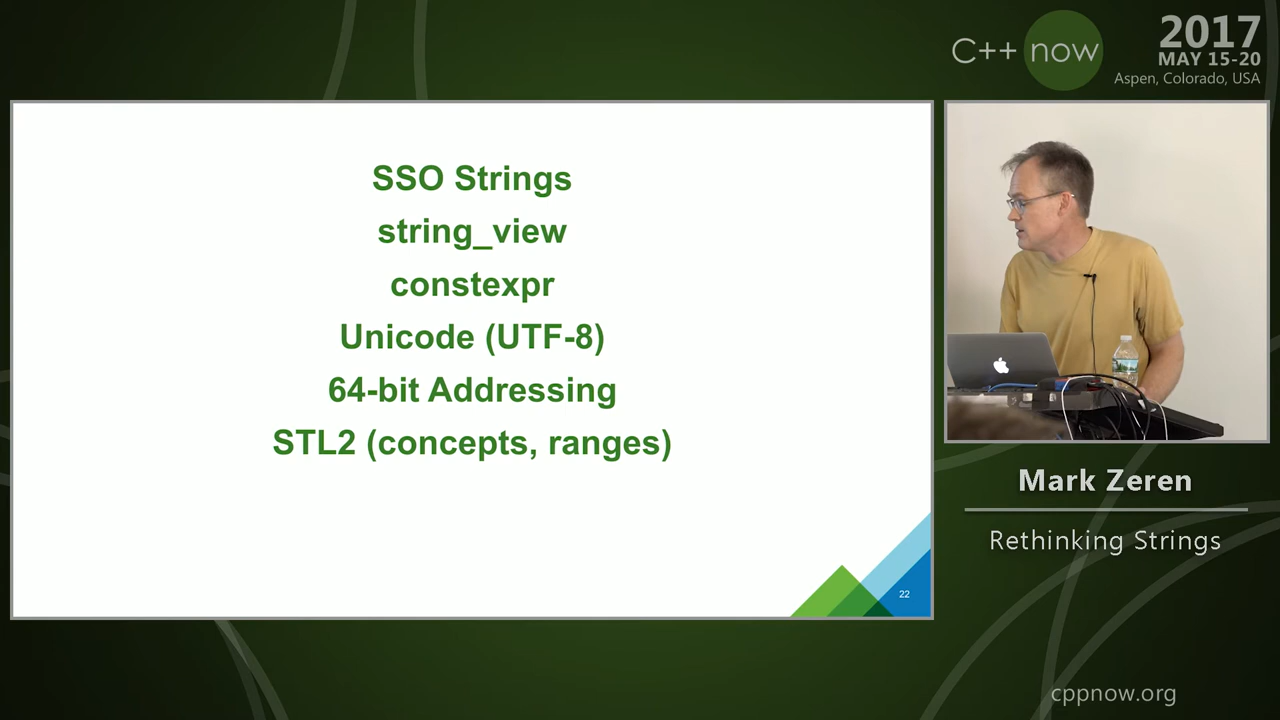 C++ now
2017
MAY 15-20
Aspen, Colorado, USA
SSO Strings
string_view
constexpr
Unicode (UTF-8)
64-bit Addressing
STL2 (concepts, ranges)
22
Mark Zeren
Rethinking Strings
cppnow.org